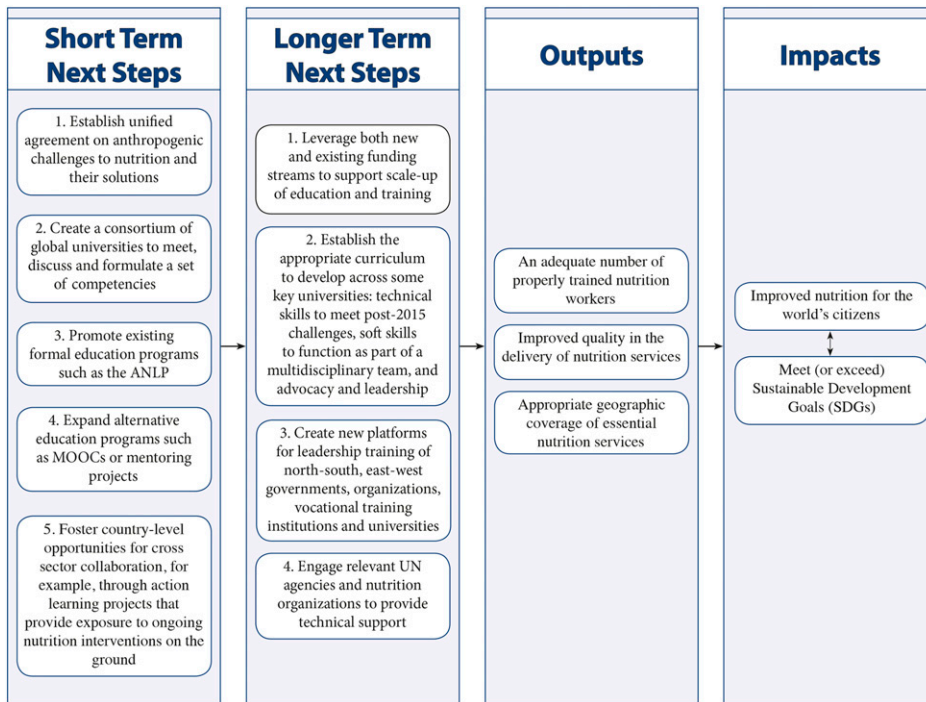 Short Term
Next Steps
1. Establish unified
agreement on anthropogenic
challenges to nutrition and
their solutions
2. Create a consortium of
global universities to meet,
discuss and formulate a set
of competencies
3. Promote existing
formal education programs
such as the ANLP
4. Expand alternative
education programs such
as MOOCs or mentoring
projects
5. Foster country-level
opportunities for cross
sector collaboration, for
example, through action
learning projects that
provide exposure to ongoing
nutrition interventions on the
ground
Longer Term
Next Steps
1. Leverage both new
and existing funding
streams to support scale-up
of education and training
2. Establish the
appropriate curriculum
to develop across some
key universities: technical
skills to meet post-2015
challenges, soft skills
to function as part of a
multidisciplinary team, and
advocacy and leadership
3. Create new platforms
for leadership training of
north-south, east-west
governments, organizations,
vocational training
institutions and universities
4. Engage relevant UN
agencies and nutrition
organizations to provide
technical support
Outputs
An adequate number of
properly trained nutrition
workers
Improved quality in the
delivery of nutrition services
Appropriate geographic
coverage of essential
nutrition services
Impacts
Improved nutrition for the
world's citizens
Meet (or exceed)
Sustainable Development
Goals (SDGs)